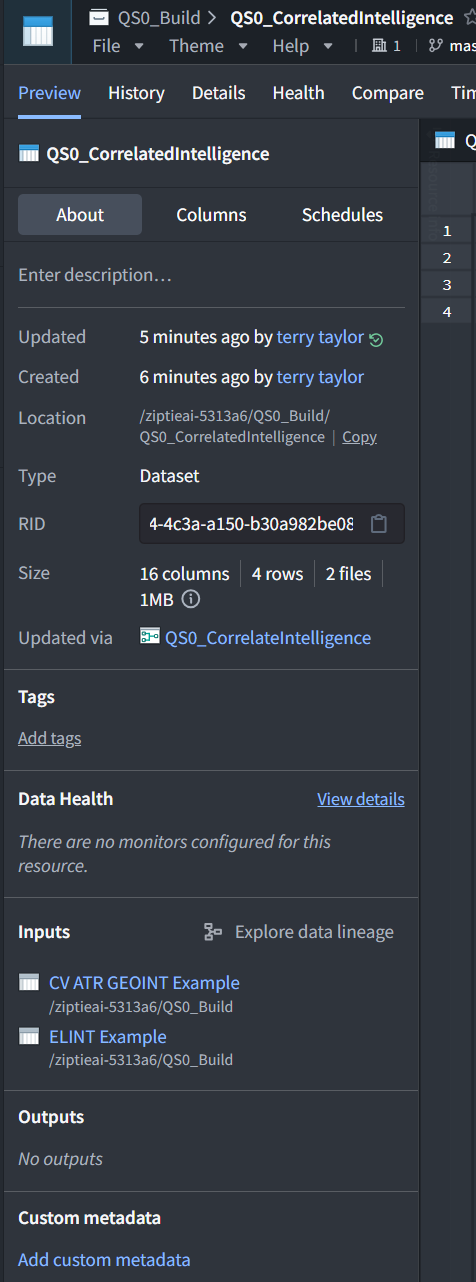 QS0_Build > QS0_CorrelatedIntelligence
File Theme Help 1 mas
Preview History Details Health Compare Tim
QS0_CorrelatedIntelligence
About Columns Schedules
Enter description…
Updated 5 minutes ago by terry taylor
Created 6 minutes ago by terry taylor
Location /ziptieai-5313a6/QS0_Build/
QS0_CorrelatedIntelligence | Copy
Type Dataset
RID 4-4c3a-a150-b30a982be08
Size 16 columns 4 rows 2 files
1MB
Updated via QS0_CorrelateIntelligence
Tags
Add tags
Data Health View details
There are no monitors configured for this
resource.
Inputs Explore data lineage
CV ATR GEOINT Example
/ziptieai-5313a6/QS0_Build
ELINT Example
/ziptieai-5313a6/QS0_Build
Outputs
No outputs
Custom metadata
Add custom metadata
Q
1
2
3
4